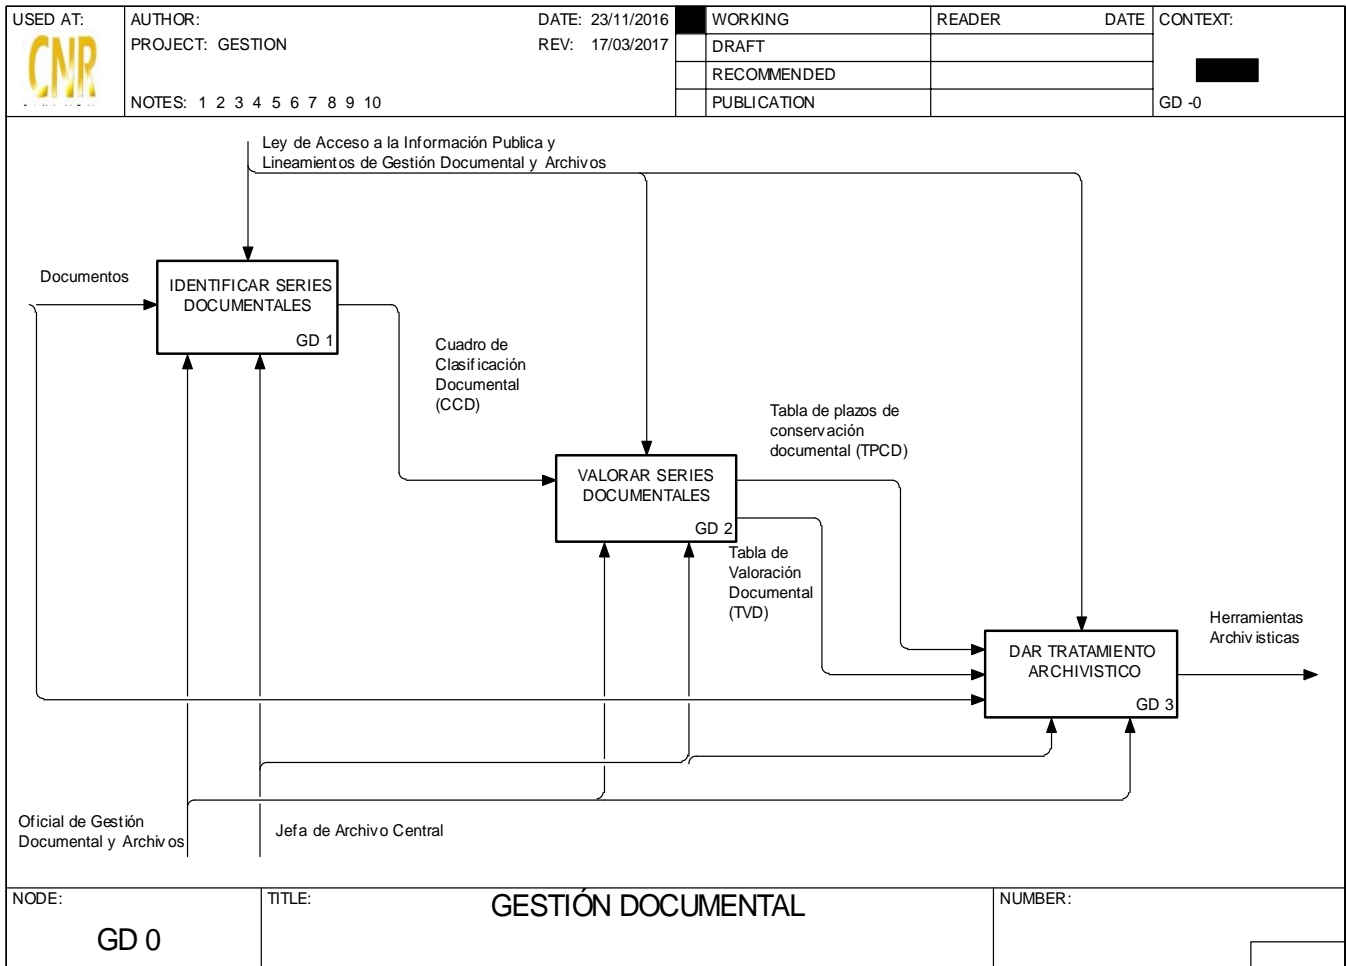 USED AT:
AUTHOR:
DATE: 23/11/2016
WORKING
READER
DATE
CONTEXT:
CNR
PROJECT: GESTION
REV: 17/03/2017
DRAFT
RECOMMENDED
NOTES: 1 2 3 4 5 6 7 8 9 10
PUBLICATION
GD -0
Ley de Acceso a la Información Publica y
Lineamientos de Gestión Documental y Archivos
Documentos
IDENTIFICAR SERIES
DOCUMENTALES
GD 1
Cuadro de
Clasificación
Documental
(CCD)
Tabla de plazos de
conservación
documental (TPCD)
VALORAR SERIES
DOCUMENTALES
GD 2
Tabla de
Valoración
Documental
(TVD)
DAR TRATAMIENTO
ARCHIVISTICO
GD 3
Herramientas
Archivisticas
Oficial de Gestión
Documental y Archivos
Jefa de Archivo Central
NODE:
GD 0
TITLE:
GESTIÓN DOCUMENTAL
NUMBER: